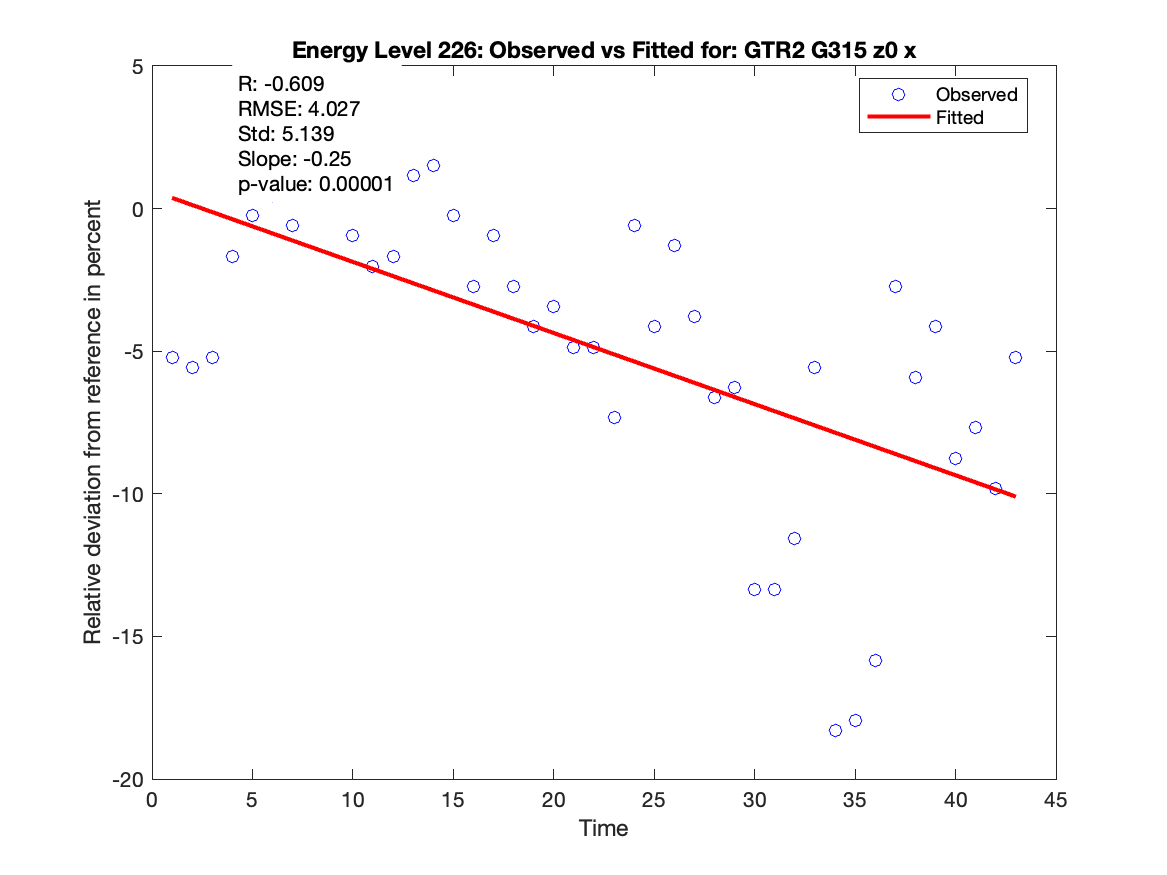 Energy Level 226: Observed vs Fitted for: GTR2 G315 z0 x
5
R: -0.609
RMSE: 4.027
Std: 5.139
Slope: -0.25
p-value: 0.00001
Observed
Fitted
0
-5
-10
-15
-20
Relative deviation from reference in percent
0 5 10 15 20 25 30 35 40 45
Time